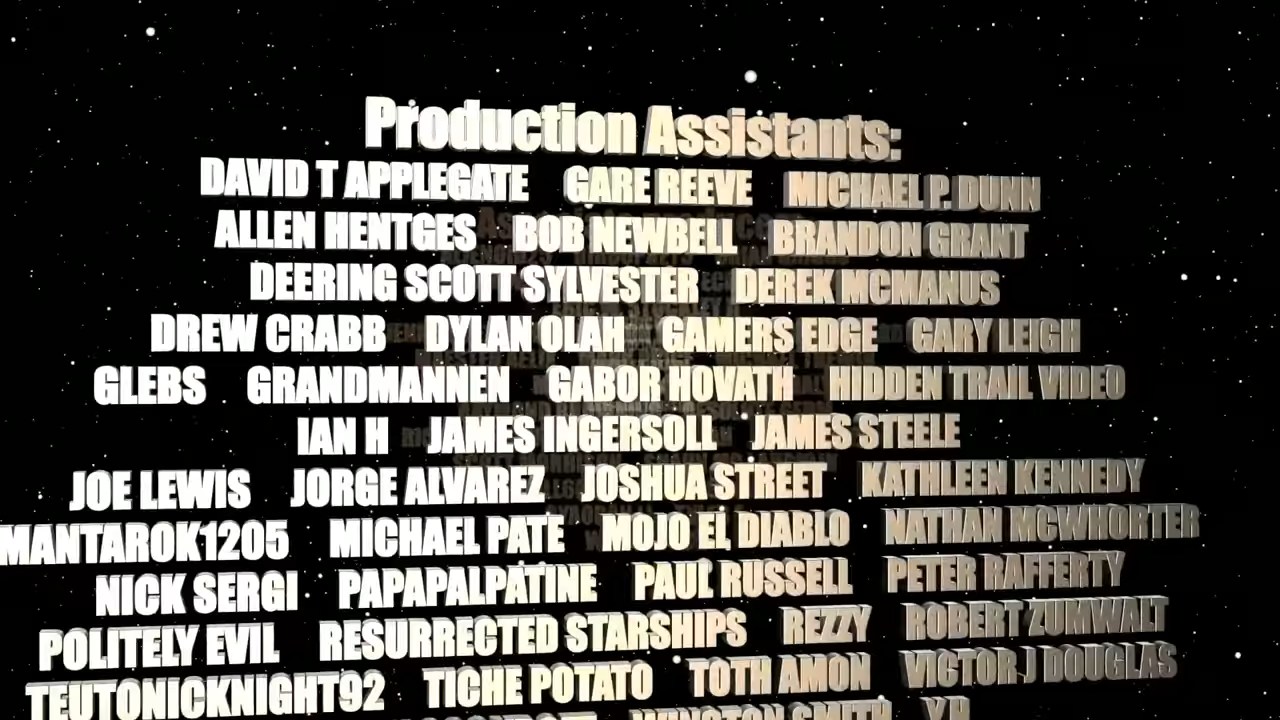 Production Assistants:
DAVID T APPLEGATE GARE REEVE MICHAEL P. DUNN
ALLEN HENTGES BOB NEWBELL BRANDON GRANT
DEERING SCOTT SYLVESTER DEREK MCMANUS
DREW CRABB DYLAN OLAH GAMERS EDGE GARY LEIGH
GLEBS GRANDMANNEN GABOR HOVATH HIDDEN TRAIL VIDEO
IAN H JAMES INGERSOLL JAMES STEELE
JOE LEWIS JORGE ALVAREZ JOSHUA STREET KATHLEEN KENNEDY
MANTAROK1205 MICHAEL PATE MOJO EL DIABLO NATHAN MCWHORTER
NICK SERGI PAPAPALPATINE PAUL RUSSELL PETER RAFFERTY
POLITELY EVIL RESURRECTED STARSHIPS REZZY ROBERT ZUMWALT
TEUTONICKNIGHT92 TICHE POTATO TOTH AMON VICTOR J DOUGLAS
WINSTON SMITH